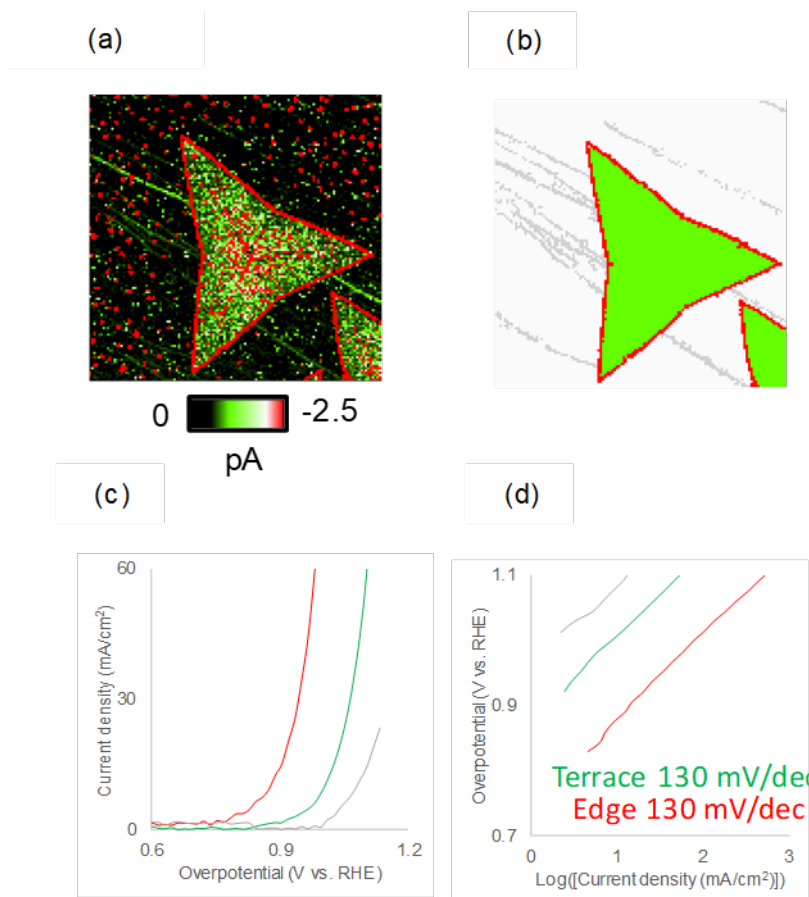 (a)
(b)
0
-2.5
pA
(c)
(d)
60
30
0
Current density (mA/cm²)
0.6
0.9
1.2
Overpotential (V vs. RHE)
1.1
0.9
0.7
Overpotential (V vs. RHE)
Terrace 130 mV/dec
Edge 130 mV/dec
0
1
2
3
Log([Current density (mA/cm²)])